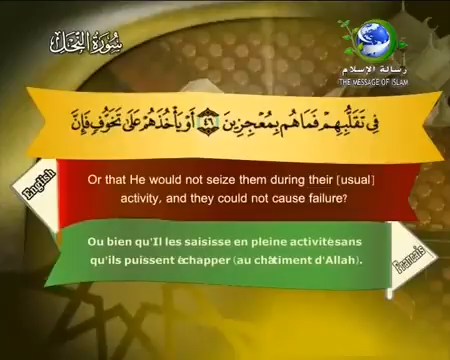 سُورَةُ النَّحْل
رسالة الإسلام
THE MESSAGE OF ISLAM
فِي تَقَلُّبِهِمْ فَمَا هُم بِمُعْجِزِينَ ٤٦ أَوْ يَأْخُذَهُمْ عَلَىٰ تَخَوُّفٍ فَإِنَّ
English
Or that He would not seize them during their [usual]
activity, and they could not cause failure?
Ou bien qu'Il les saisisse en pleine activité sans
qu'ils puissent échapper (au châtiment d'Allah).
Francais